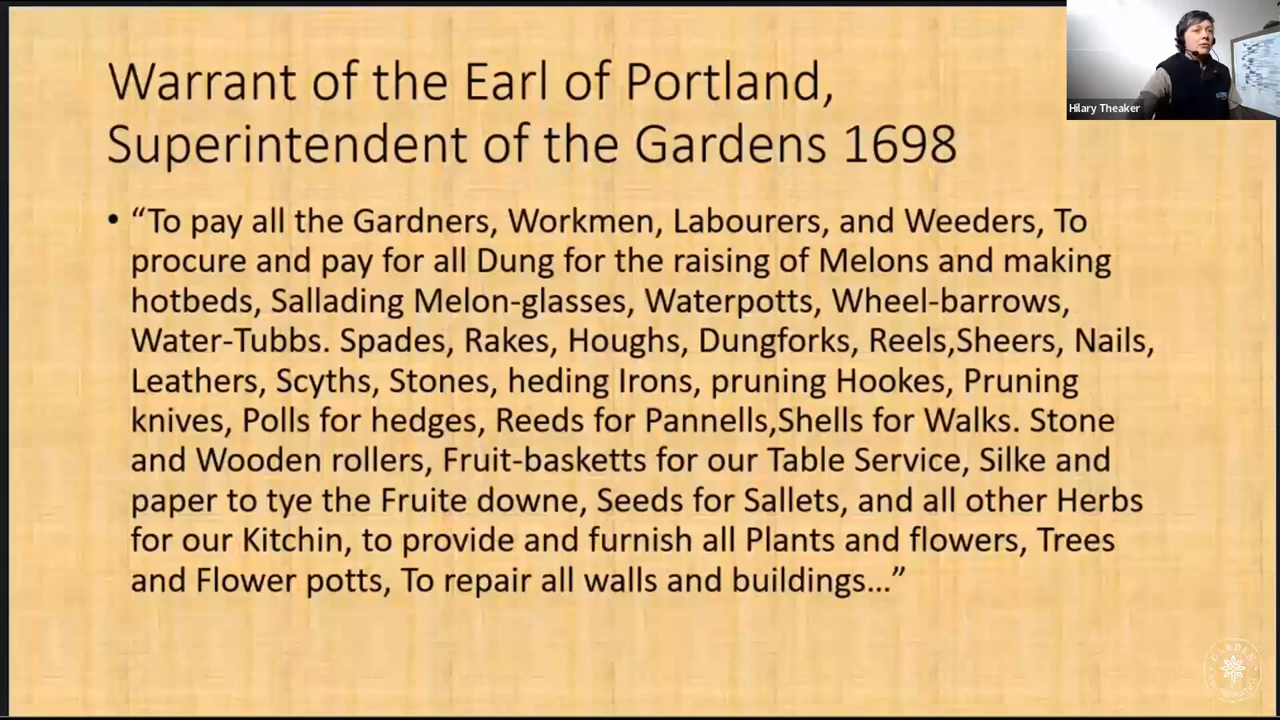 Warrant of the Earl of Portland,
Superintendent of the Gardens 1698
Hilary Theaker
• “To pay all the Gardners, Workmen, Labourers, and Weeders, To
procure and pay for all Dung for the raising of Melons and making
hotbeds, Sallading Melon-glasses, Waterpotts, Wheel-barrows,
Water-Tubbs. Spades, Rakes, Houghs, Dungforks, Reels,Sheers, Nails,
Leathers, Scyths, Stones, heding Irons, pruning Hookes, Pruning
knives, Polls for hedges, Reeds for Pannells,Shells for Walks. Stone
and Wooden rollers, Fruit-basketts for our Table Service, Silke and
paper to tye the Fruite downe, Seeds for Sallets, and all other Herbs
for our Kitchin, to provide and furnish all Plants and flowers, Trees
and Flower potts, To repair all walls and buildings...”
GARDEN